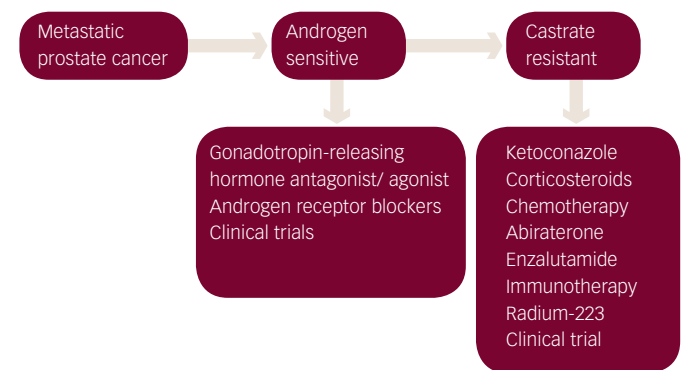 Metastatic
prostate cancer
Androgen
sensitive
Castrate
resistant
Gonadotropin-releasing
hormone antagonist/ agonist
Androgen receptor blockers
Clinical trials
Ketoconazole
Corticosteroids
Chemotherapy
Abiraterone
Enzalutamide
Immunotherapy
Radium-223
Clinical trial